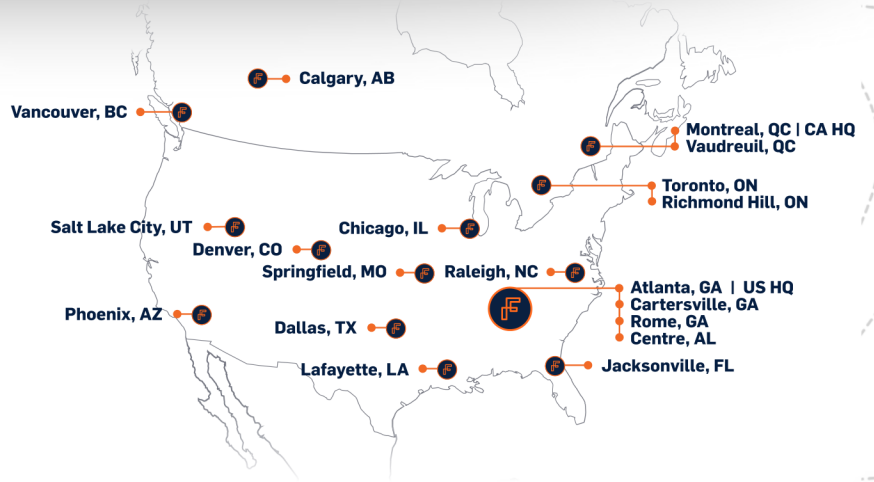 Calgary, AB
Vancouver, BC
Montreal, QC | CA HQ
Vaudreuil, QC
Toronto, ON
Richmond Hill, ON
Salt Lake City, UT
Chicago, IL
Denver, CO
Springfield, MO
Raleigh, NC
Atlanta, GA | US HQ
Cartersville, GA
Rome, GA
Centre, AL
Phoenix, AZ
Dallas, TX
Lafayette, LA
Jacksonville, FL